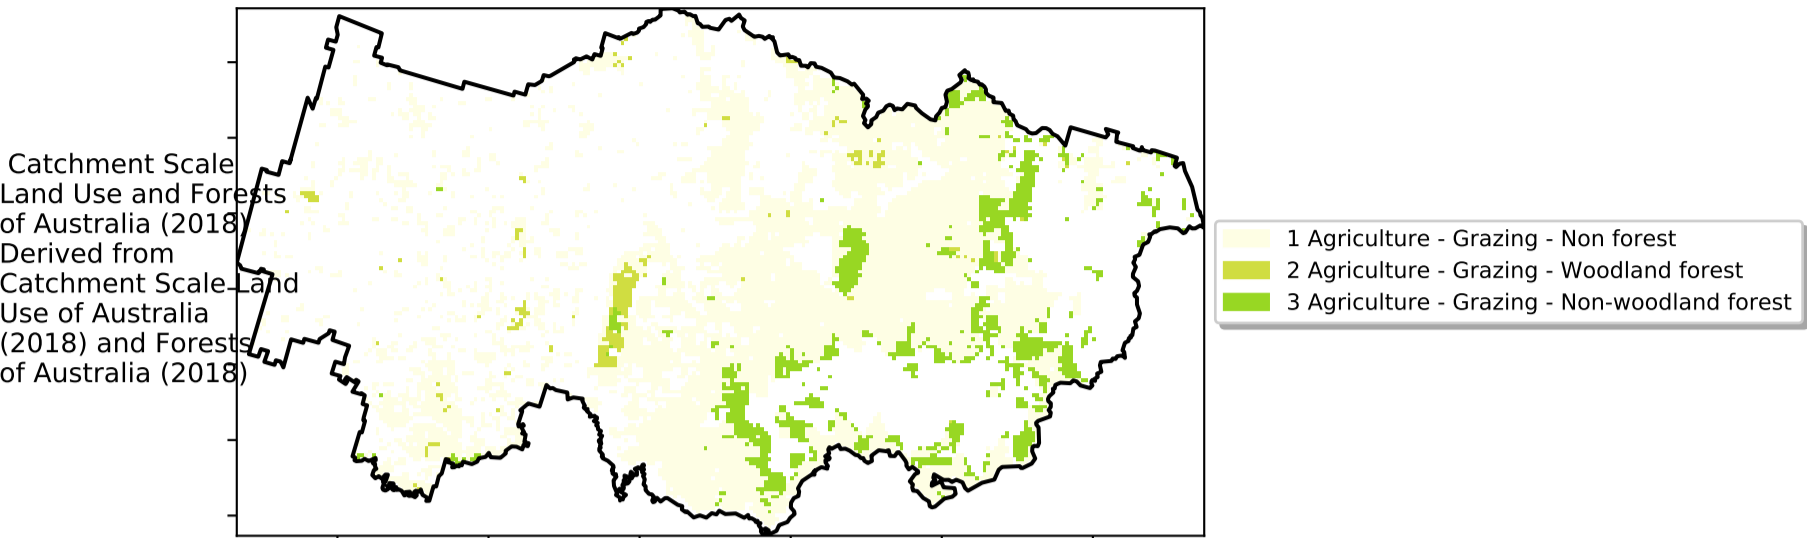 Catchment Scale
Land Use and Forests
of Australia (2018)
Derived from
Catchment Scale Land
Use of Australia
(2018) and Forests
of Australia (2018)
1 Agriculture - Grazing - Non forest
2 Agriculture - Grazing - Woodland forest
3 Agriculture - Grazing - Non-woodland forest